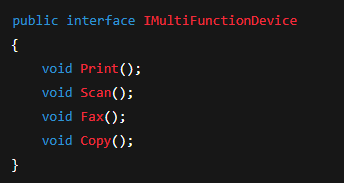 public interface IMultiFunctionDevice
{
    void Print();
    void Scan();
    void Fax();
    void Copy();
}